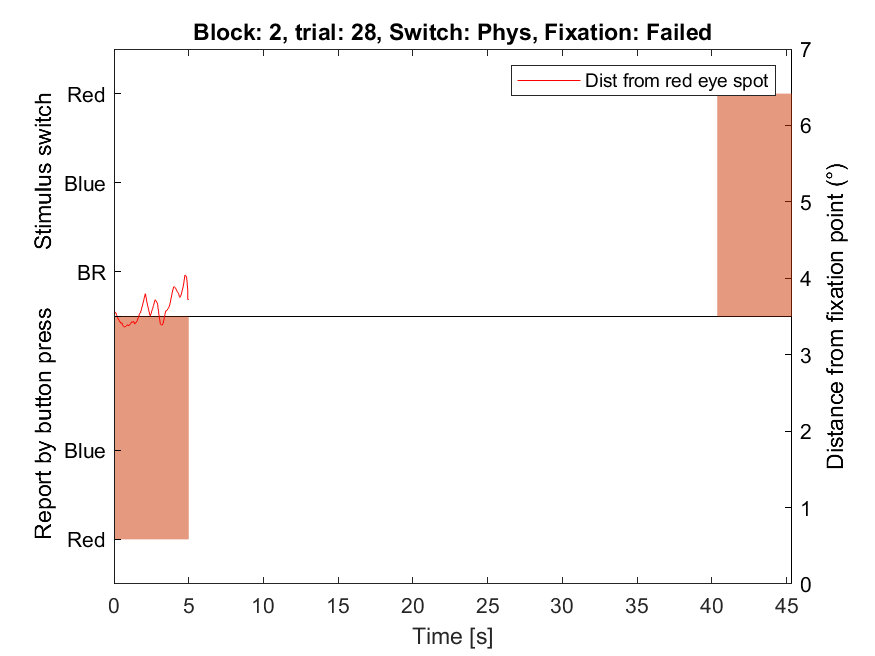 Block: 2, trial: 28, Switch: Phys, Fixation: Failed
Dist from red eye spot
Stimulus switch
Red
Blue
BR
Report by button press
Blue
Red
7
6
5
4
3
2
1
0
Distance from fixation point (°)
0 5 10 15 20 25 30 35 40 45
Time [s]